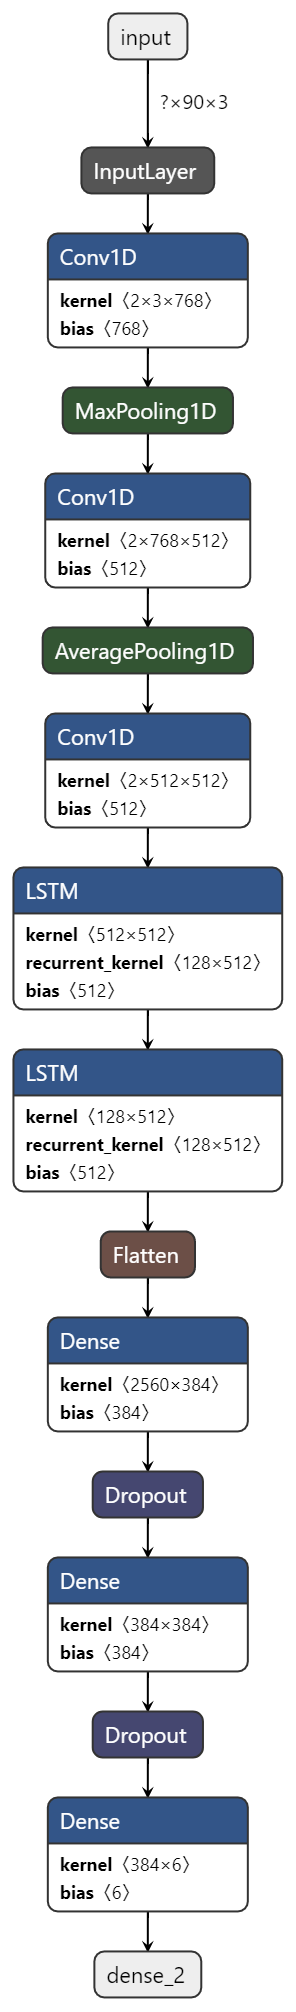 input
?×90×3
InputLayer
Conv1D
kernel〈2×3×768〉
bias〈768〉
MaxPooling1D
Conv1D
kernel〈2×768×512〉
bias〈512〉
AveragePooling1D
Conv1D
kernel〈2×512×512〉
bias〈512〉
LSTM
kernel〈512×512〉
recurrent_kernel〈128×512〉
bias〈512〉
LSTM
kernel〈128×512〉
recurrent_kernel〈128×512〉
bias〈512〉
Flatten
Dense
kernel〈2560×384〉
bias〈384〉
Dropout
Dense
kernel〈384×384〉
bias〈384〉
Dropout
Dense
kernel〈384×6〉
bias〈6〉
dense_2